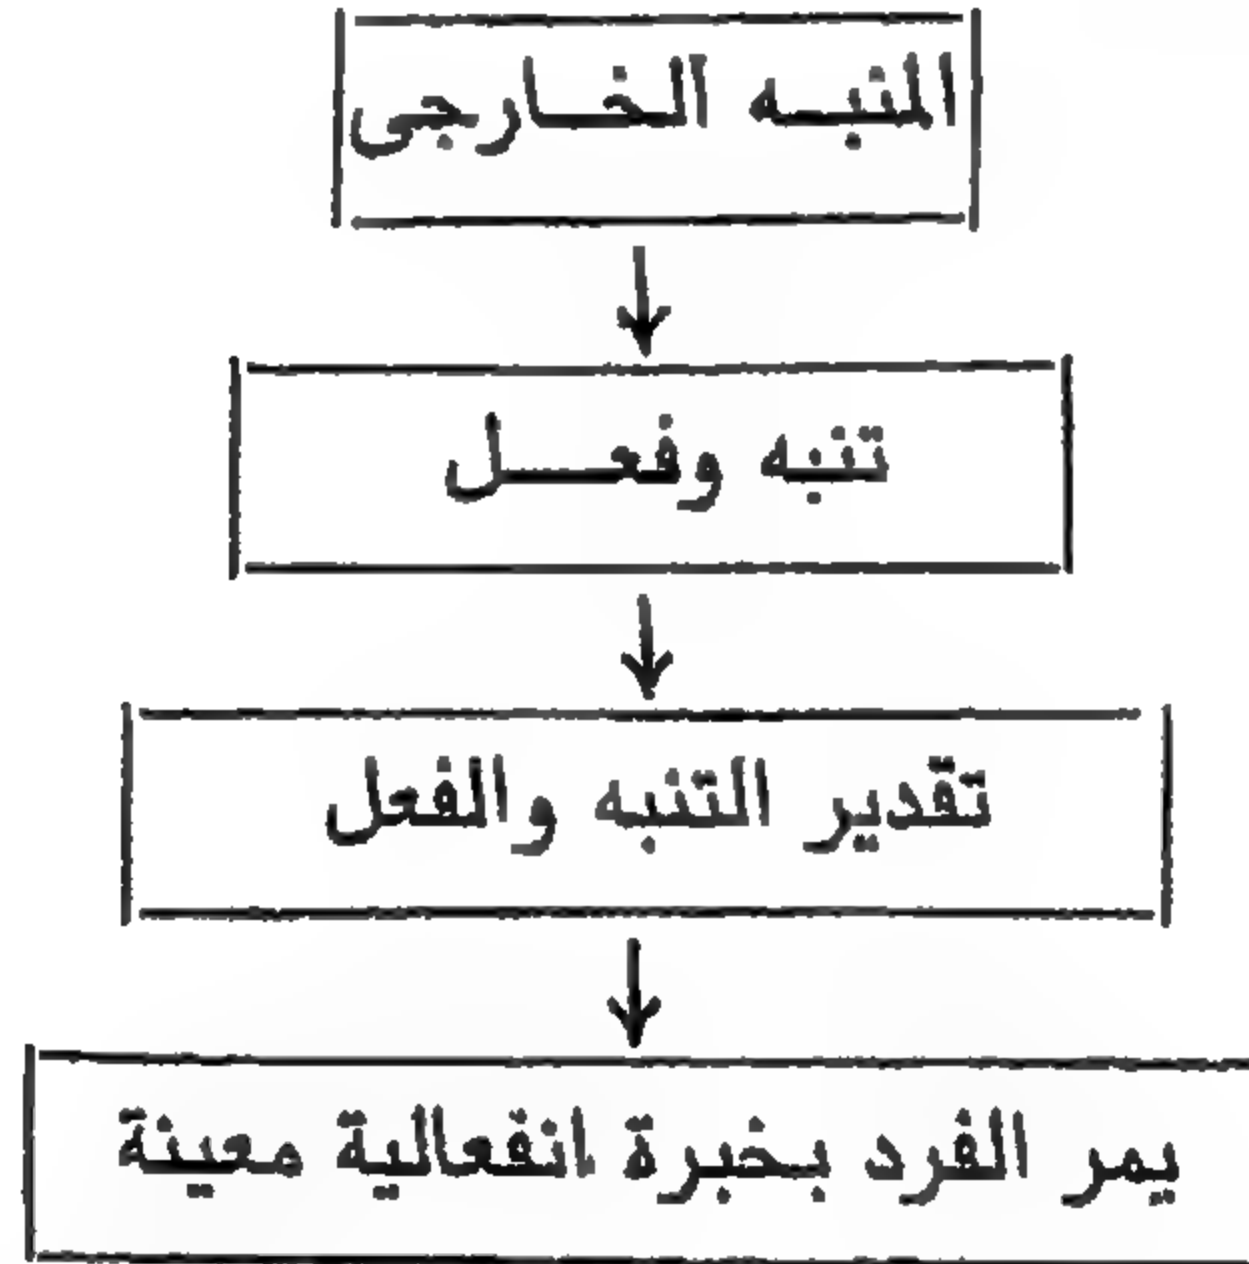 المنبه الخارجى
تنبه وفعل
تقدير التنبه والفعل
يمر الفرد بخبرة انفعالية معينة